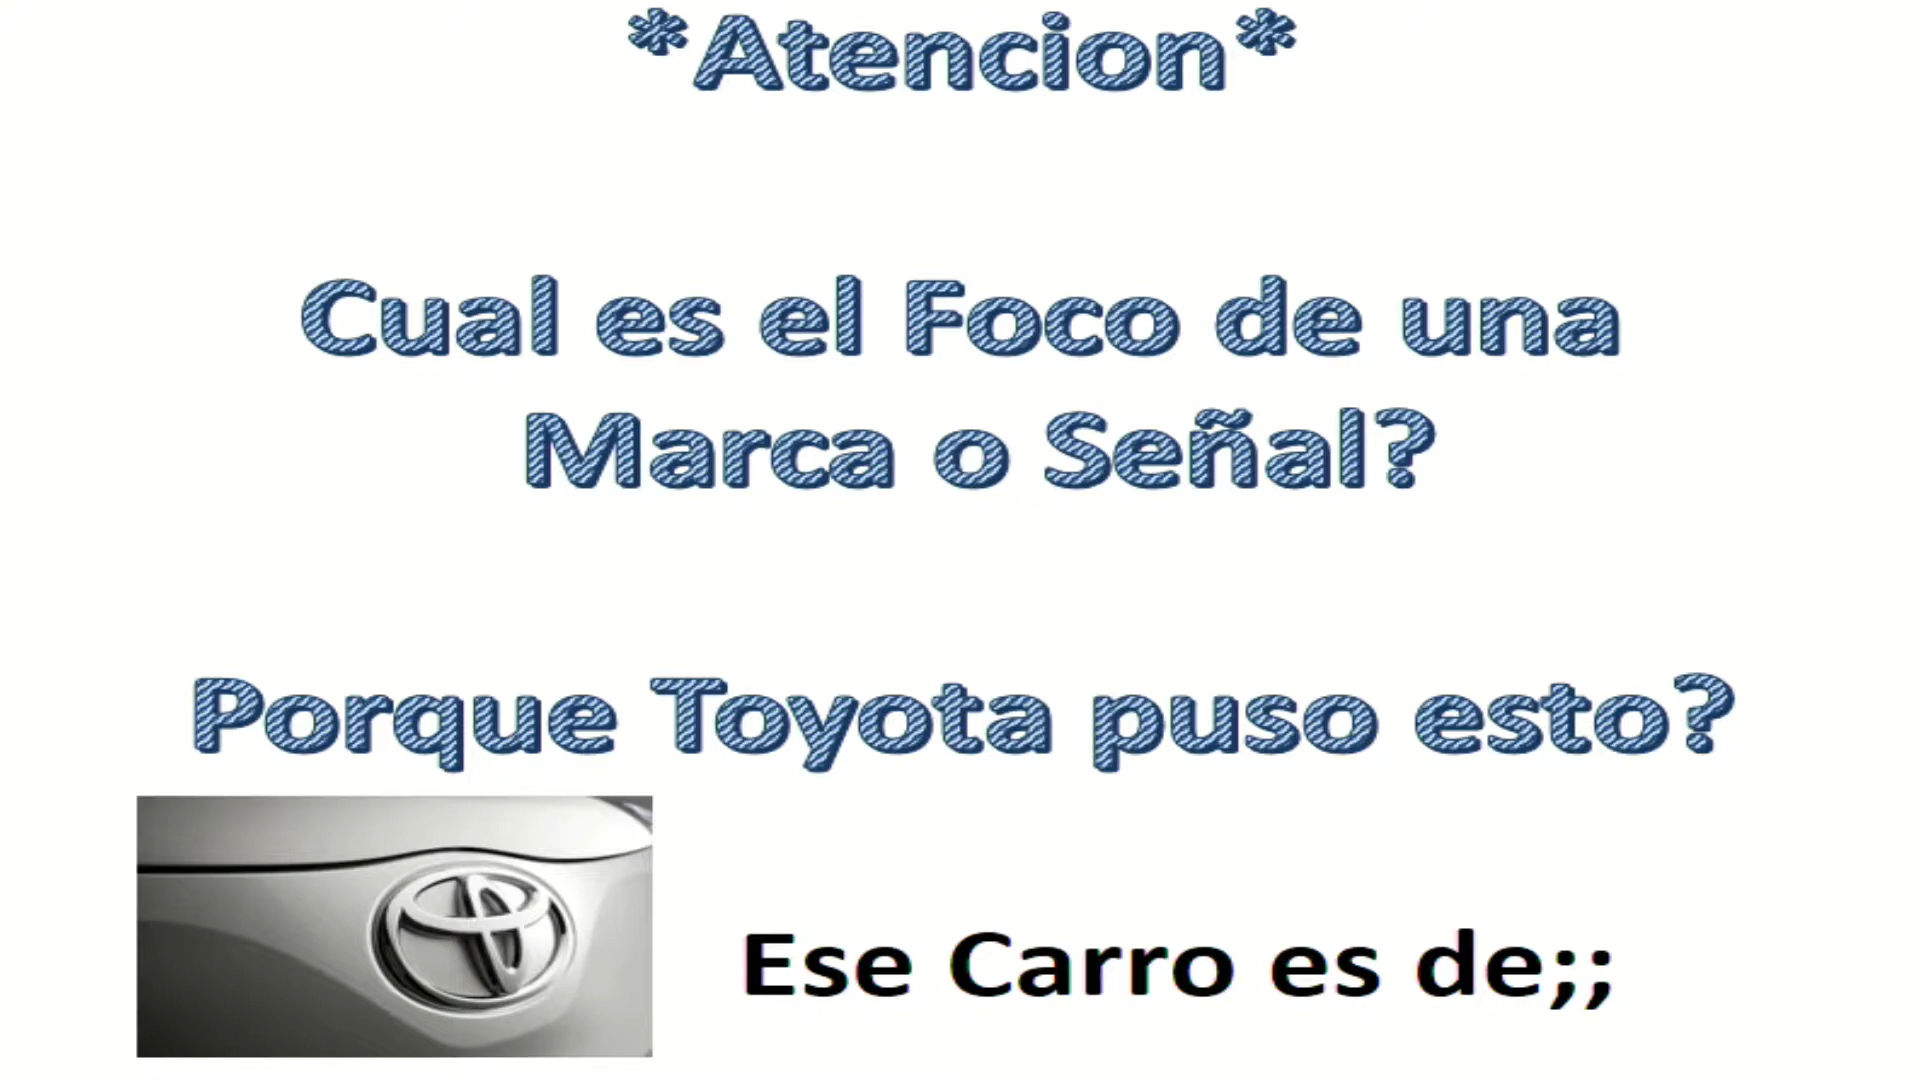 *Atencion*
Cual es el Foco de una
Marca o Señal?
Porque Toyota puso esto?
Ese Carro es de;;